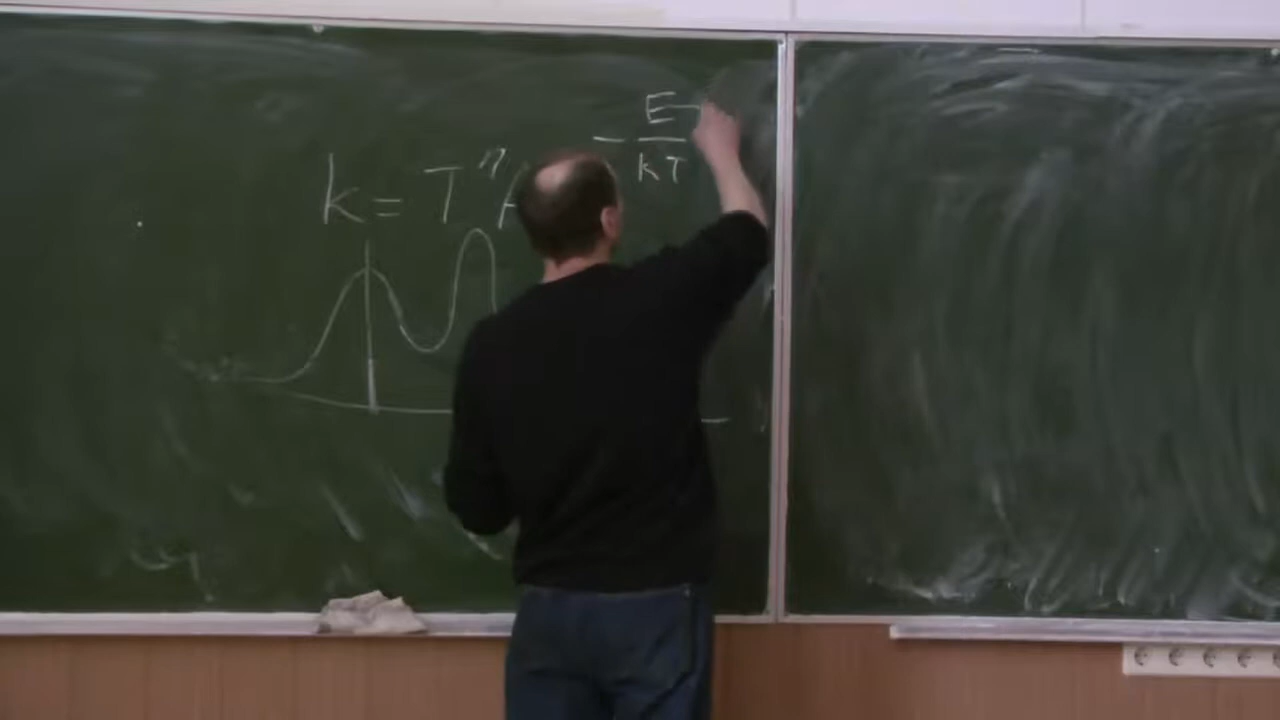 k = T^n
- E / kT